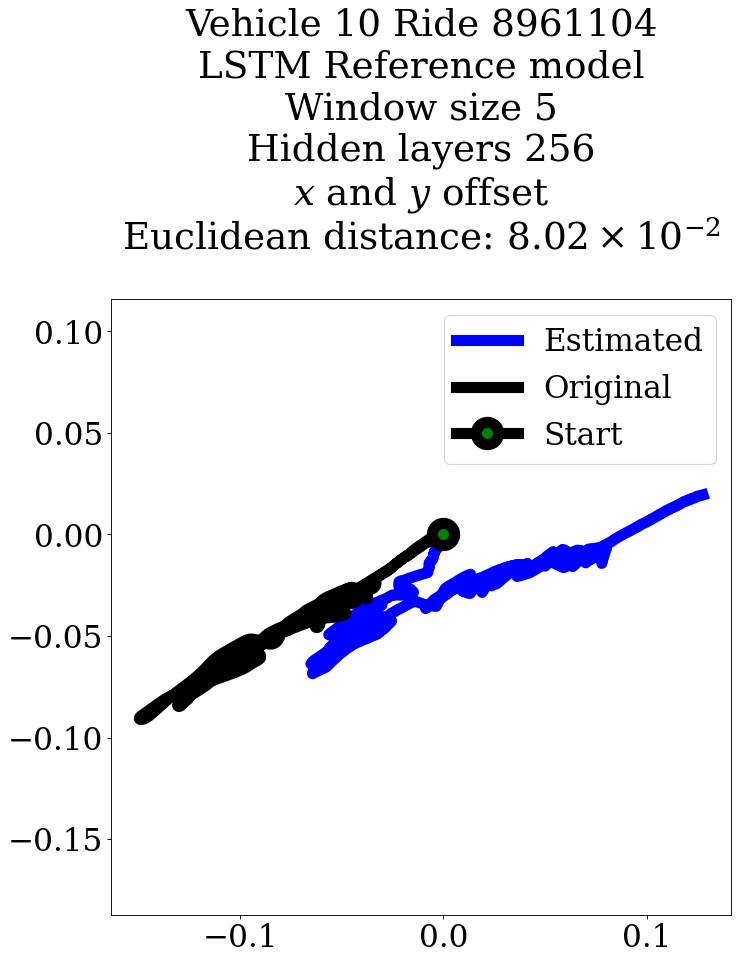 Vehicle 10 Ride 8961104
LSTM Reference model
Window size 5
Hidden layers 256
x and y offset
Euclidean distance: 8.02 × 10⁻²
Estimated
Original
Start
0.10
0.05
0.00
−0.05
−0.10
−0.15
−0.1
0.0
0.1